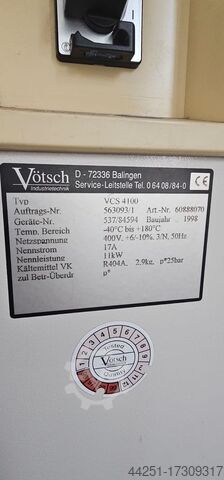 Vötsch
Industrietechnik
D - 72336 Balingen
Service-Leitstelle Tel. 0 64 08/84-0
CE
Typ VCS 4100
Auftrags-Nr. 563093/1 Art.-Nr. 60888070
Geräte-Nr. 537/84594 Baujahr 1998
Temp. Bereich -40°C bis +180°C
Netzspannung 400V, +6/-10%, 3/N, 50Hz
Nennstrom 17A
Nennleistung 11kW
Kältemittel VK R404A, 2,9kg, p*25bar
zul Betr-Überdr p*
Tested
Vötsch
Quality
44251-17309317